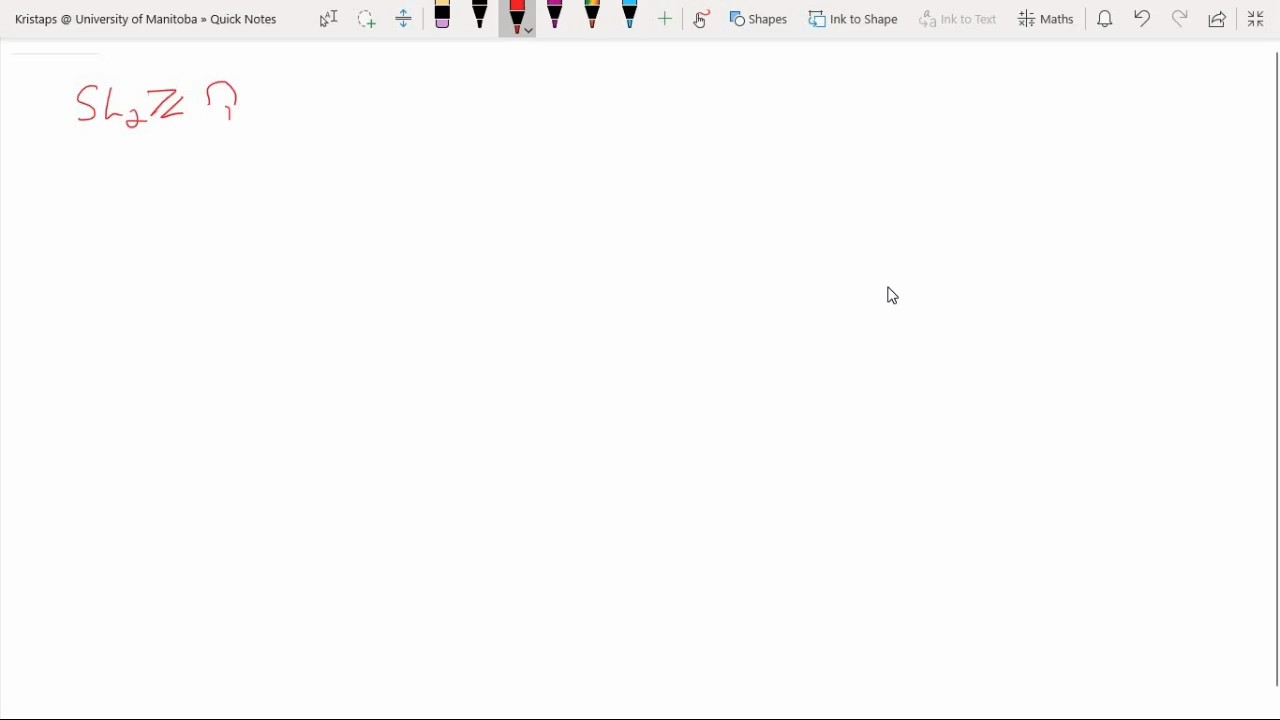 Kristaps @ University of Manitoba » Quick Notes Shapes Ink to Shape Ink to Text Maths
SL₂ℤ